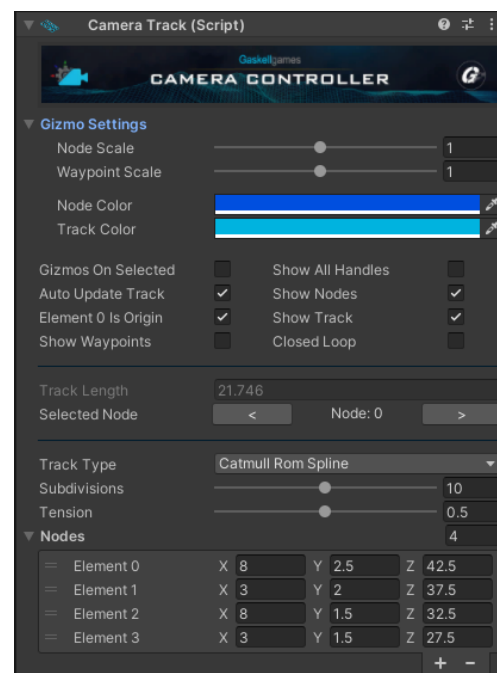 Camera Track (Script)
Gaskellgames
CAMERA CONTROLLER
Gizmo Settings
Node Scale 1
Waypoint Scale 1
Node Color
Track Color
Gizmos On Selected Show All Handles
Auto Update Track Show Nodes
Element 0 Is Origin Show Track
Show Waypoints Closed Loop
Track Length 21.746
Selected Node < Node: 0 >
Track Type Catmull Rom Spline
Subdivisions 10
Tension 0.5
Nodes 4
Element 0 X 8 Y 2.5 Z 42.5
Element 1 X 3 Y 2 Z 37.5
Element 2 X 8 Y 1.5 Z 32.5
Element 3 X 3 Y 1.5 Z 27.5
+ -